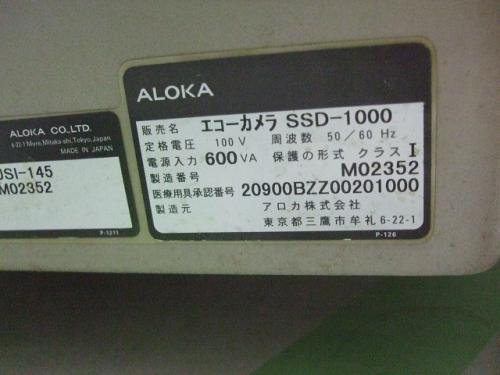 ALOKA CO.,LTD.
6-22-1 Mure, Mitaka-shi, Tokyo, Japan
MADE IN JAPAN
USI-145
M02352
P-1211
ALOKA
販売名 エコーカメラ SSD-1000
定格電圧 100 V 周波数 50/60 Hz
電源入力 600 VA 保護の形式 クラス I
製造番号 M02352
医療用具承認番号 20900BZZ00201000
製造元 アロカ株式会社
東京都三鷹市牟礼 6-22-1
P-126